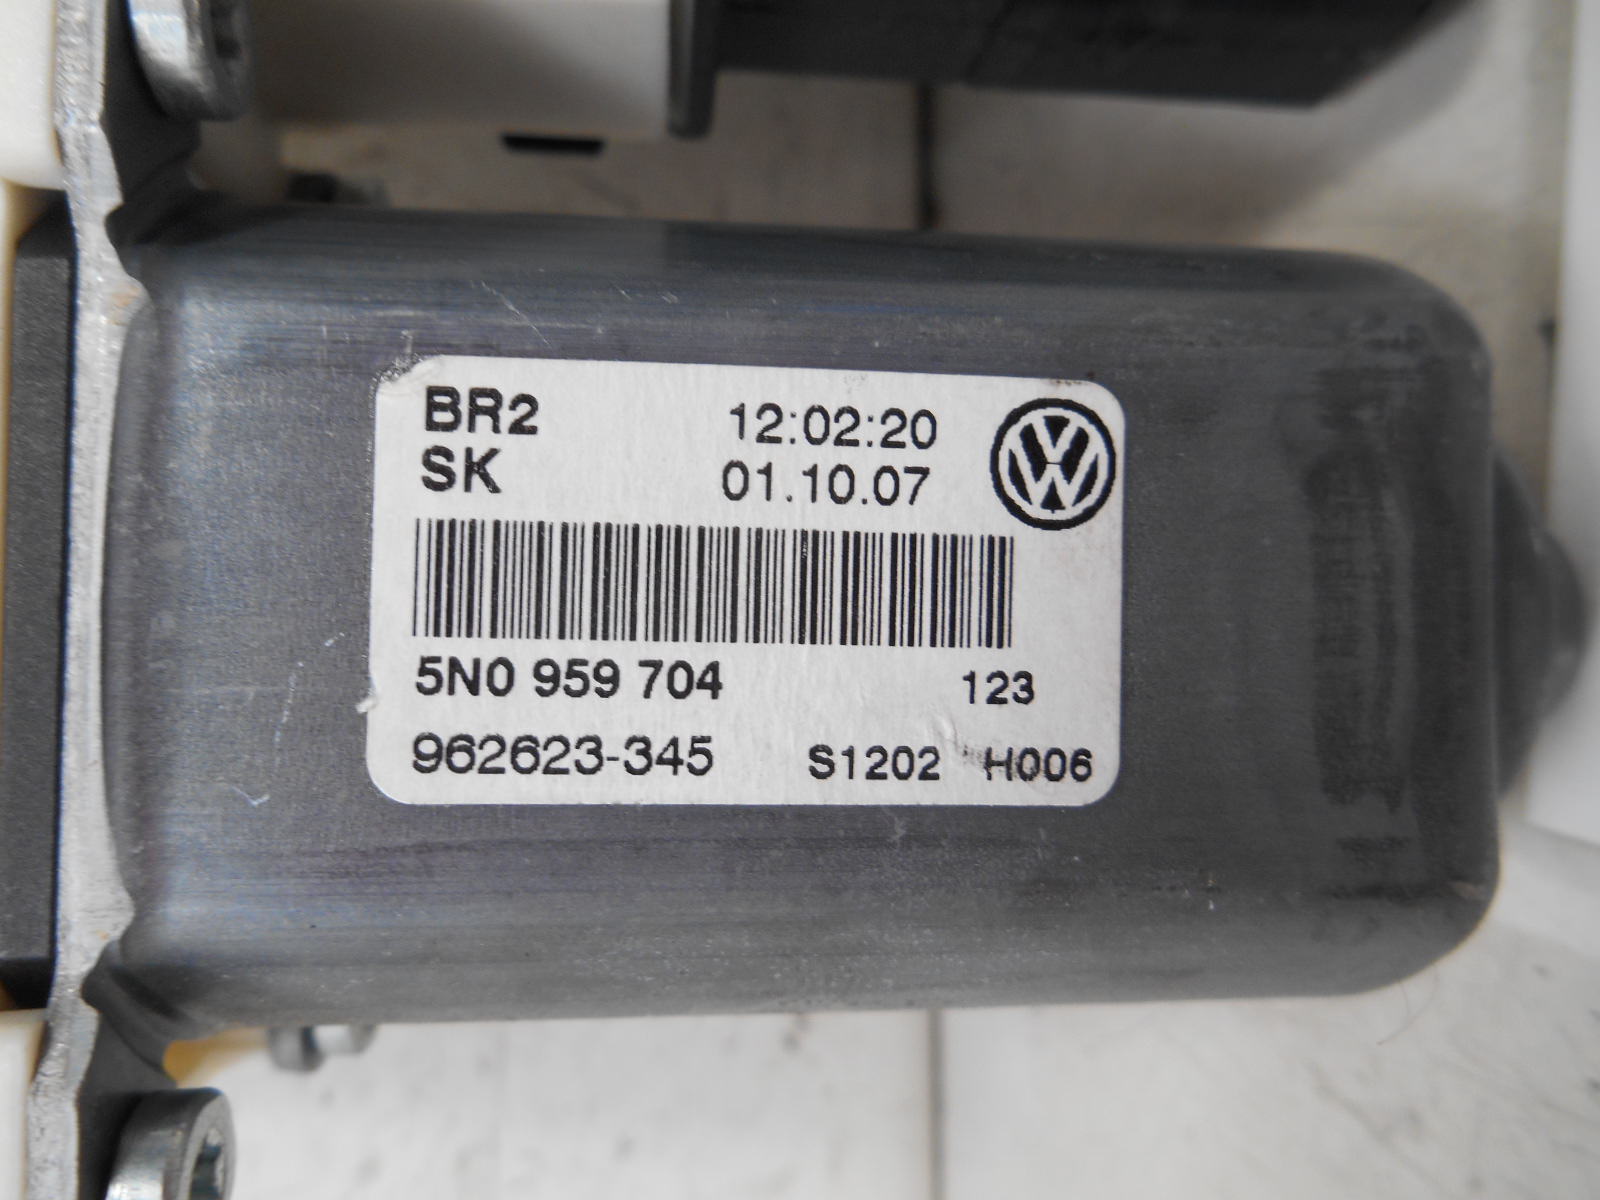 BR2 12:02:20
SK 01.10.07
5N0 959 704 123
962623-345 S1202 H006